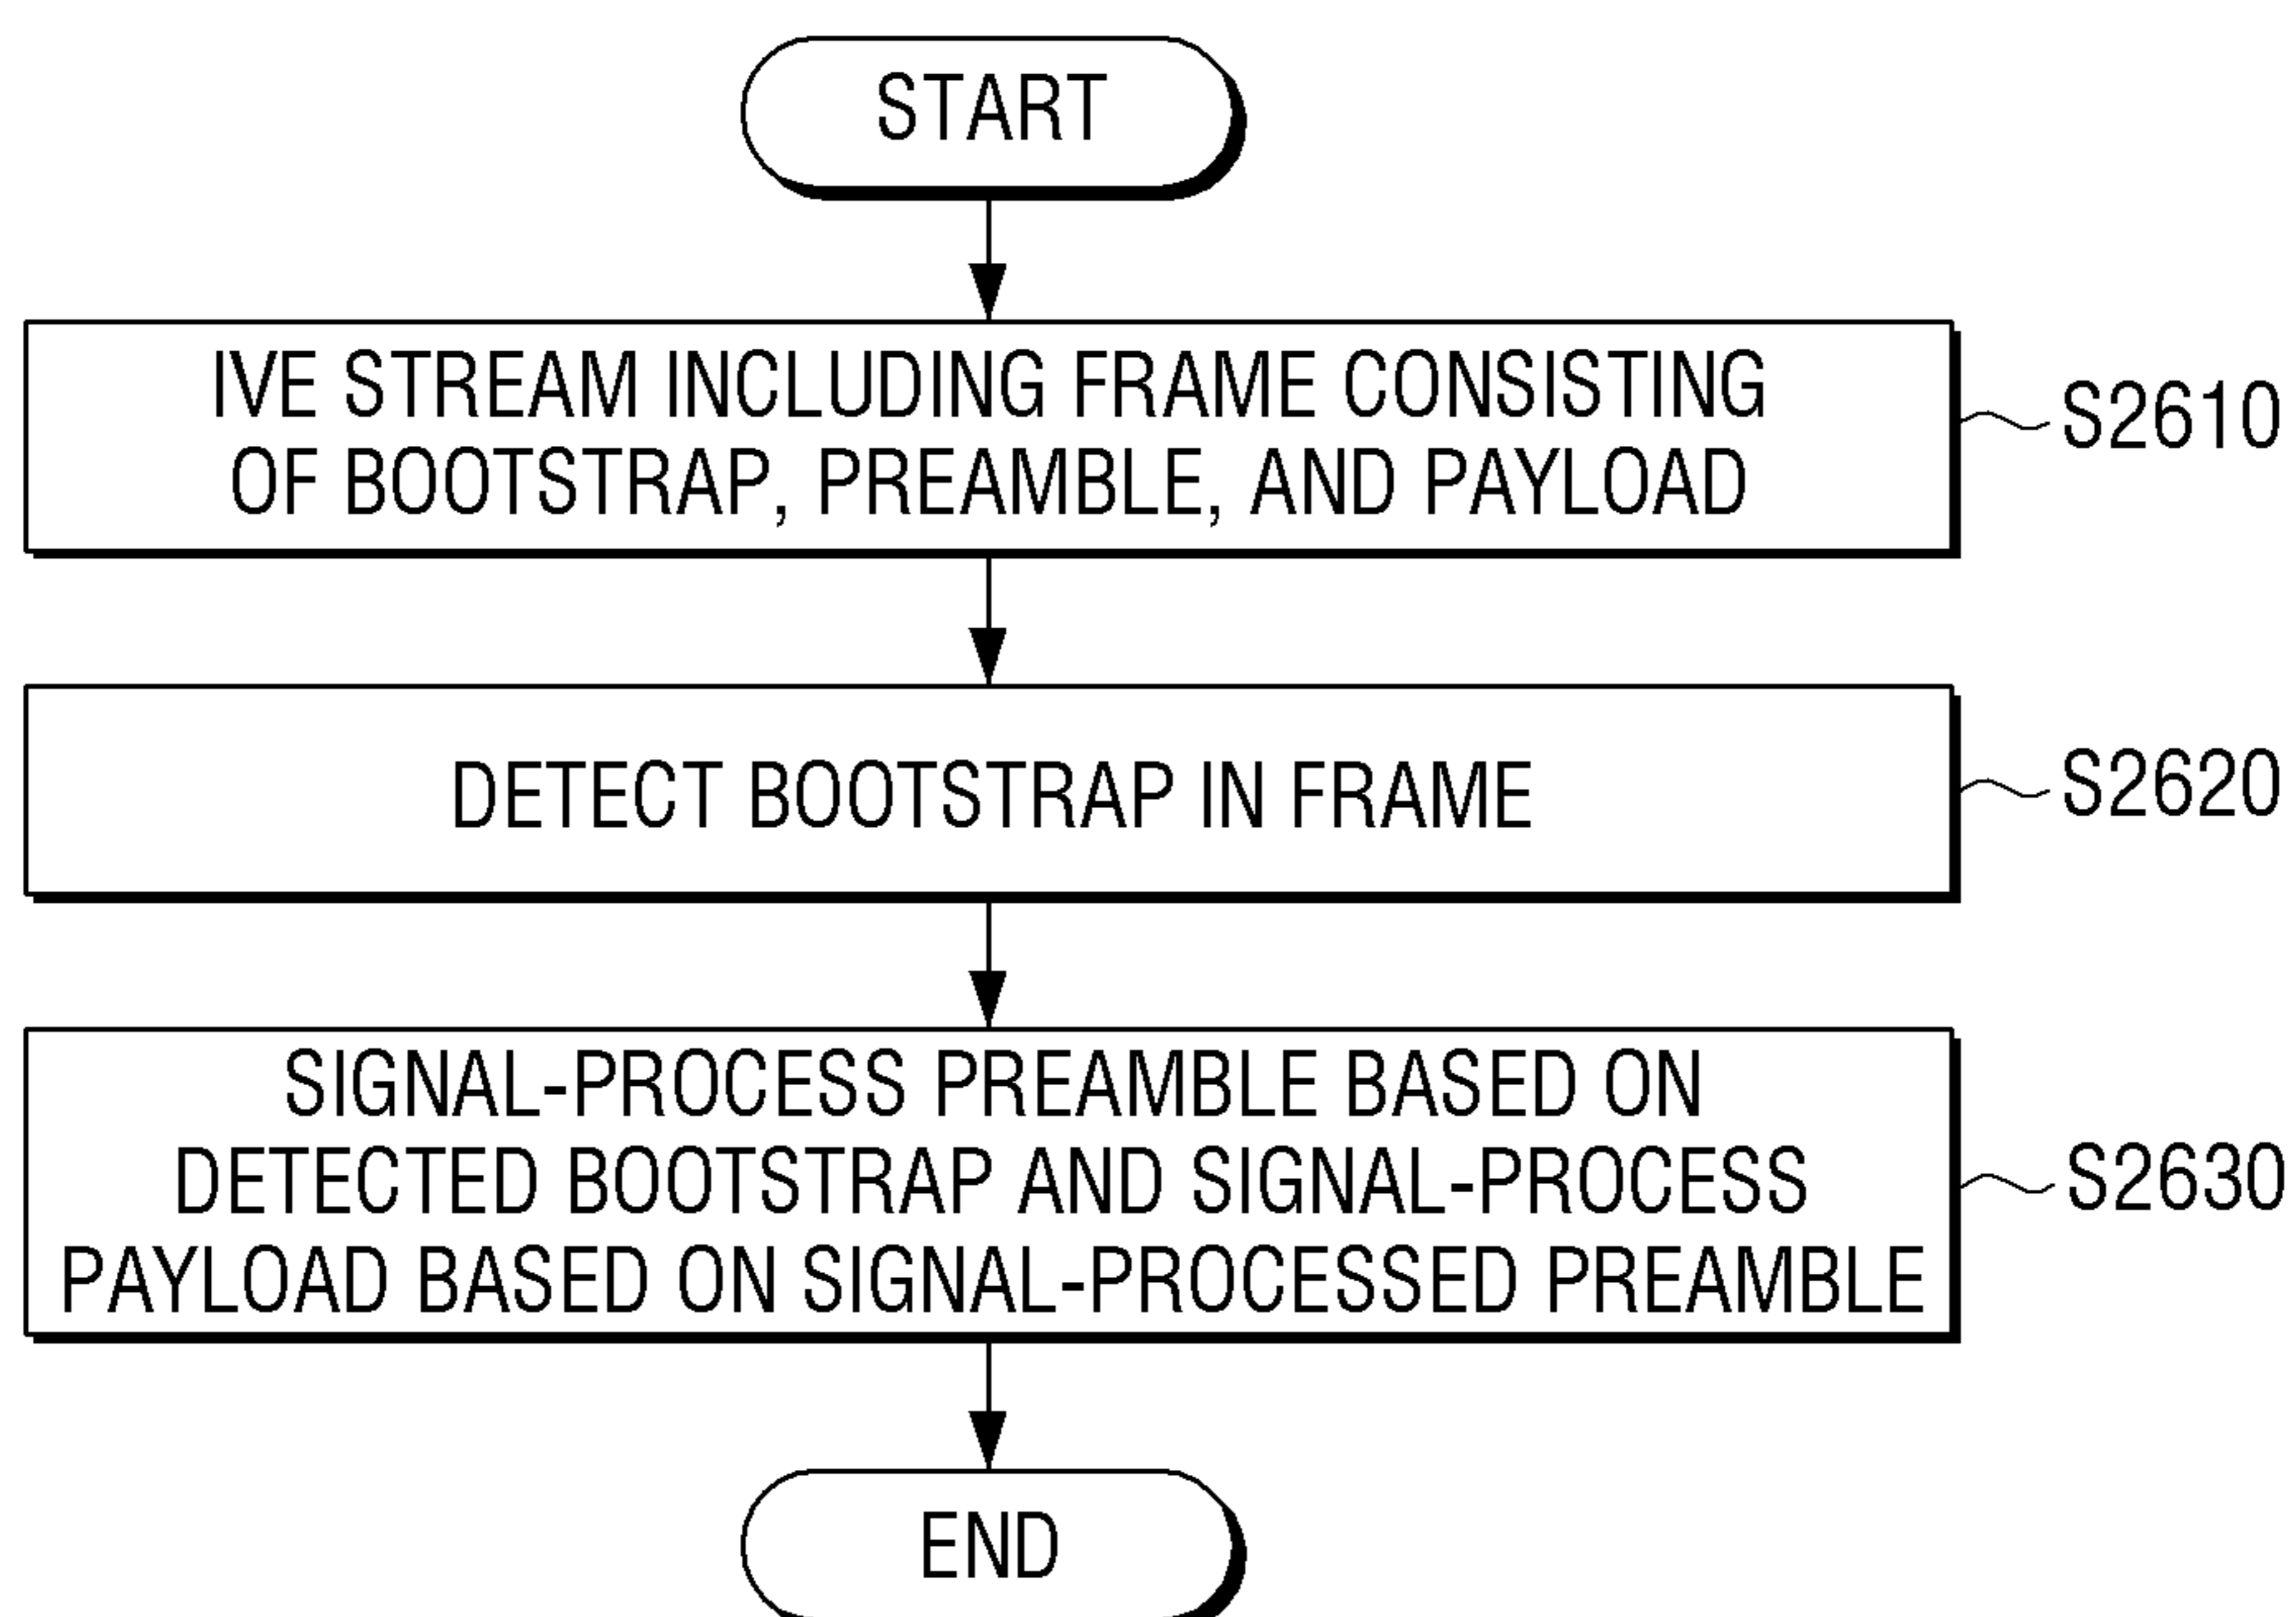 START
IVE STREAM INCLUDING FRAME CONSISTING
OF BOOTSTRAP, PREAMBLE, AND PAYLOAD
S2610
DETECT BOOTSTRAP IN FRAME
S2620
SIGNAL-PROCESS PREAMBLE BASED ON
DETECTED BOOTSTRAP AND SIGNAL-PROCESS
PAYLOAD BASED ON SIGNAL-PROCESSED PREAMBLE
S2630
END